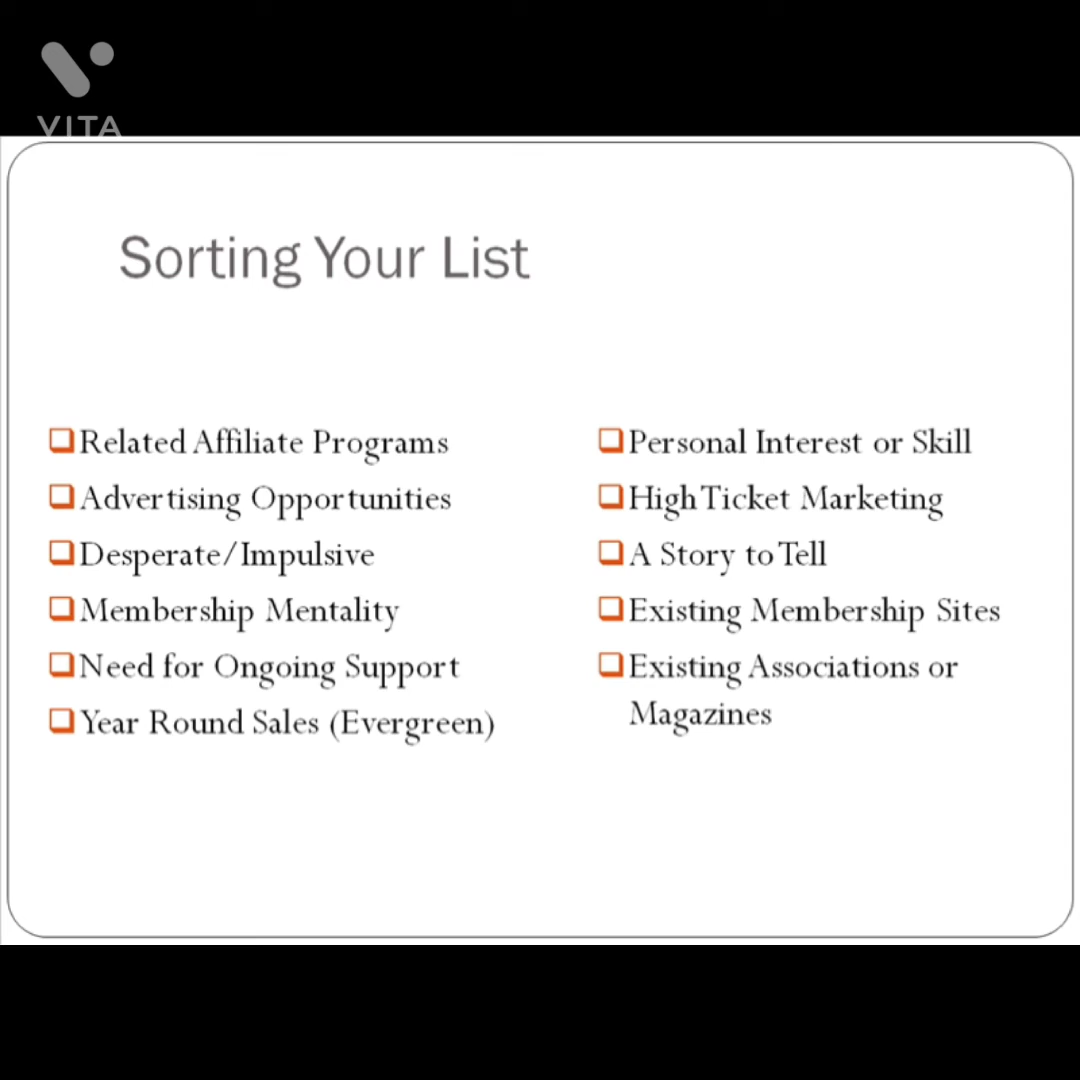 VITA
Sorting Your List
Related Affiliate Programs
Advertising Opportunities
Desperate/Impulsive
Membership Mentality
Need for Ongoing Support
Year Round Sales (Evergreen)
Personal Interest or Skill
High Ticket Marketing
A Story to Tell
Existing Membership Sites
Existing Associations or
Magazines